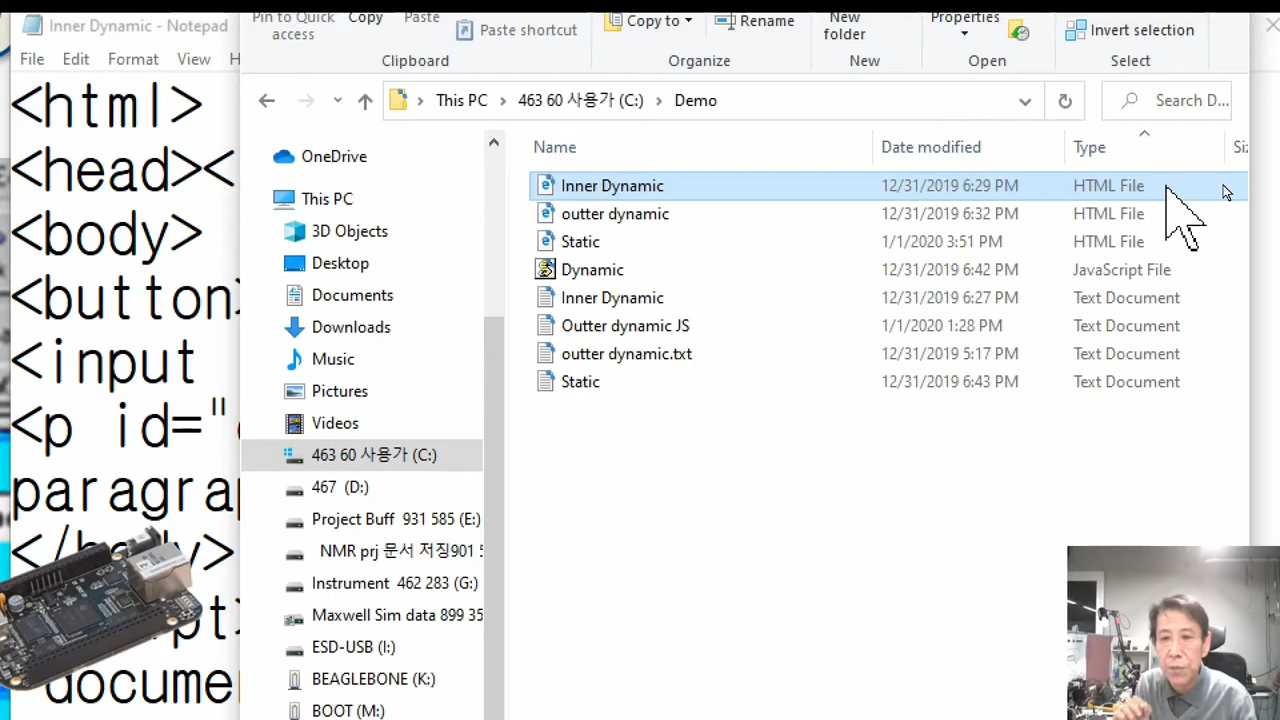 Inner Dynamic - Notepad
File Edit Format View H
<html>
<head><
<body>
<button>
<input
<p id="
paragrap
</body>
pt>
documen
Pin to Quick access
Copy
Paste
Paste shortcut
Clipboard
Copy to
Rename
Organize
New folder
New
Properties
Open
Invert selection
Select
This PC > 463 60 사용가 (C:) > Demo
Search D...
OneDrive
This PC
3D Objects
Desktop
Documents
Downloads
Music
Pictures
Videos
463 60 사용가 (C:)
467 (D:)
Project Buff 931 585 (E:)
NMR prj 문서 저징901 5
Instrument 462 283 (G:)
Maxwell Sim data 899 35
ESD-USB (I:)
BEAGLEBONE (K:)
BOOT (M:)
Name Date modified Type Siz
Inner Dynamic 12/31/2019 6:29 PM HTML File
outter dynamic 12/31/2019 6:32 PM HTML File
Static 1/1/2020 3:51 PM HTML File
Dynamic 12/31/2019 6:42 PM JavaScript File
Inner Dynamic 12/31/2019 6:27 PM Text Document
Outter dynamic JS 1/1/2020 1:28 PM Text Document
outter dynamic.txt 12/31/2019 5:17 PM Text Document
Static 12/31/2019 6:43 PM Text Document